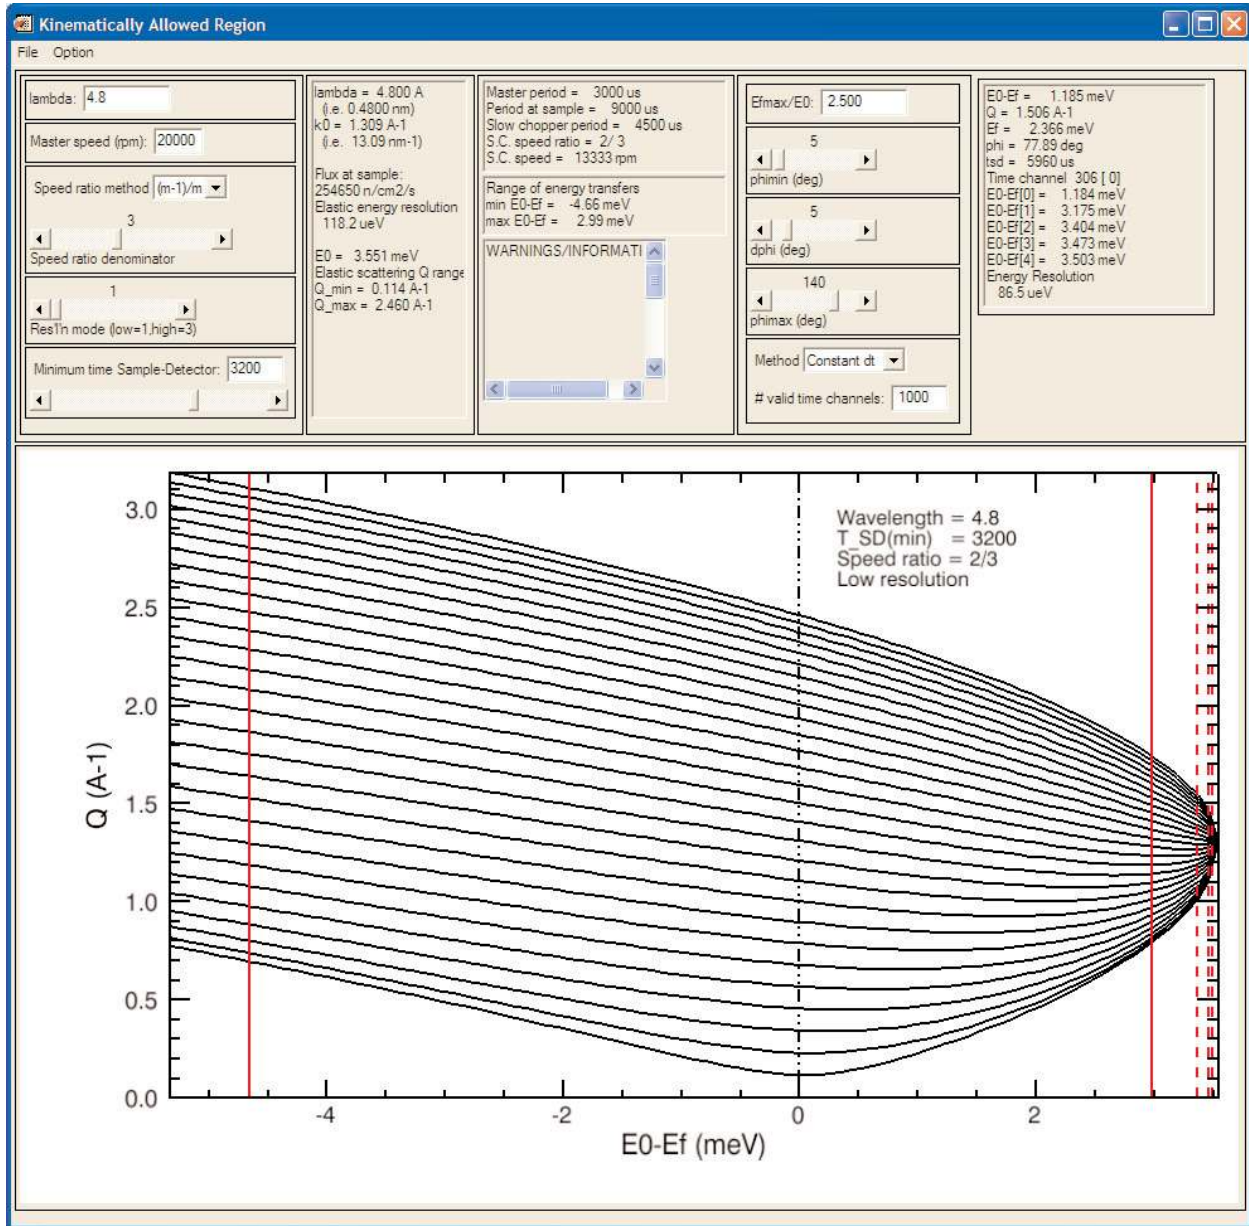 Kinematically Allowed Region
File Option
lambda: 4.8
Master speed (rpm): 20000
Speed ratio method (m-1)/m
3
Speed ratio denominator
1
Res'l'n mode (low=1,high=3)
Minimum time Sample-Detector: 3200
lambda = 4.800 A
(i.e. 0.4800 nm)
k0 = 1.309 A-1
(i.e. 13.09 nm-1)
Flux at sample:
254650 n/cm2/s
Elastic energy resolution
118.2 ueV
E0 = 3.551 meV
Elastic scattering Q range
Q_min = 0.114 A-1
Q_max = 2.460 A-1
Master period = 3000 us
Period at sample = 9000 us
Slow chopper period = 4500 us
S.C. speed ratio = 2/ 3
S.C. speed = 13333 rpm
Range of energy transfers
min E0-Ef = -4.66 meV
max E0-Ef = 2.99 meV
WARNINGS/INFORMATI
Efmax/E0: 2.500
5
phimin (deg)
5
dphi (deg)
140
phimax (deg)
Method Constant dt
# valid time channels: 1000
E0-Ef = 1.185 meV
Q = 1.506 A-1
Ef = 2.366 meV
phi = 77.89 deg
tsd = 5960 us
Time channel 306 [ 0]
E0-Ef[0] = 1.184 meV
E0-Ef[1] = 3.175 meV
E0-Ef[2] = 3.404 meV
E0-Ef[3] = 3.473 meV
E0-Ef[4] = 3.503 meV
Energy Resolution
86.5 ueV
Wavelength = 4.8
T_SD(min) = 3200
Speed ratio = 2/3
Low resolution
3.0
2.5
2.0
1.5
1.0
0.5
0.0
Q (A-1)
-4 -2 0 2
E0-Ef (meV)